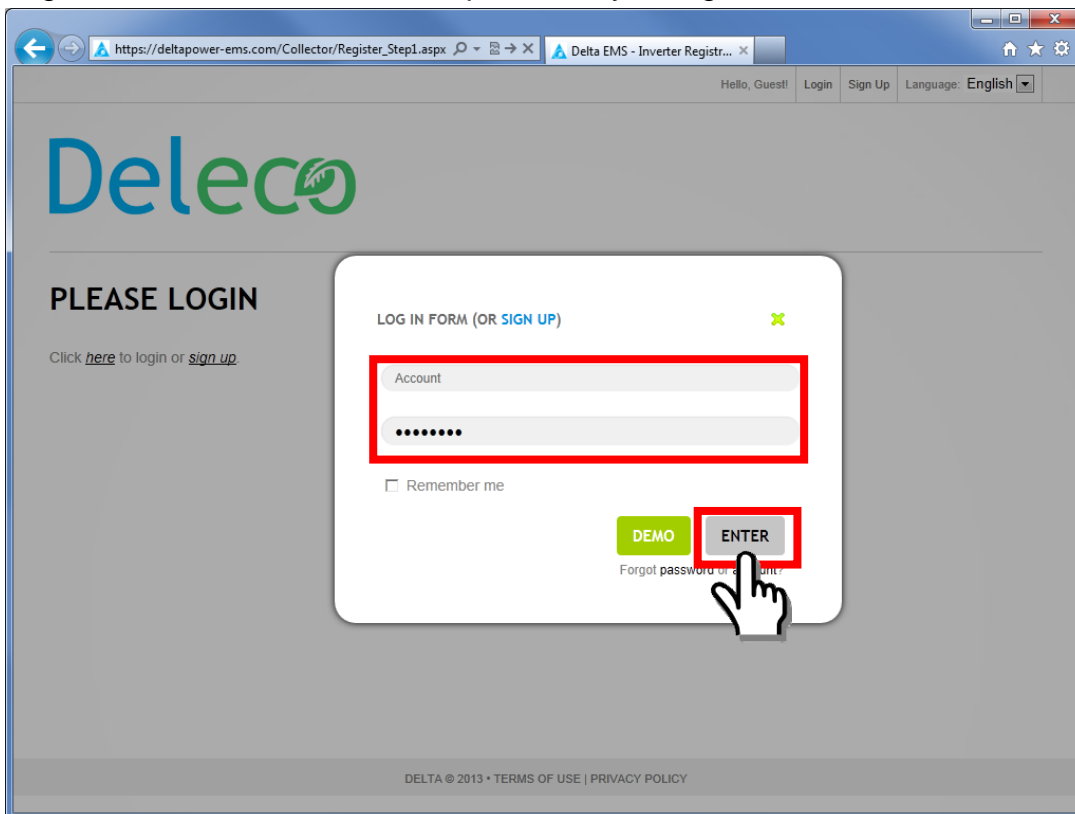 https://deltapower-ems.com/Collector/Register_Step1.aspx
Delta EMS - Inverter Registr...
Hello, Guest! Login Sign Up Language: English
Deleco
PLEASE LOGIN
Click here to login or sign up.
LOG IN FORM (OR SIGN UP)
Account
Remember me
DEMO ENTER
Forgot password or account?
DELTA © 2013 • TERMS OF USE | PRIVACY POLICY